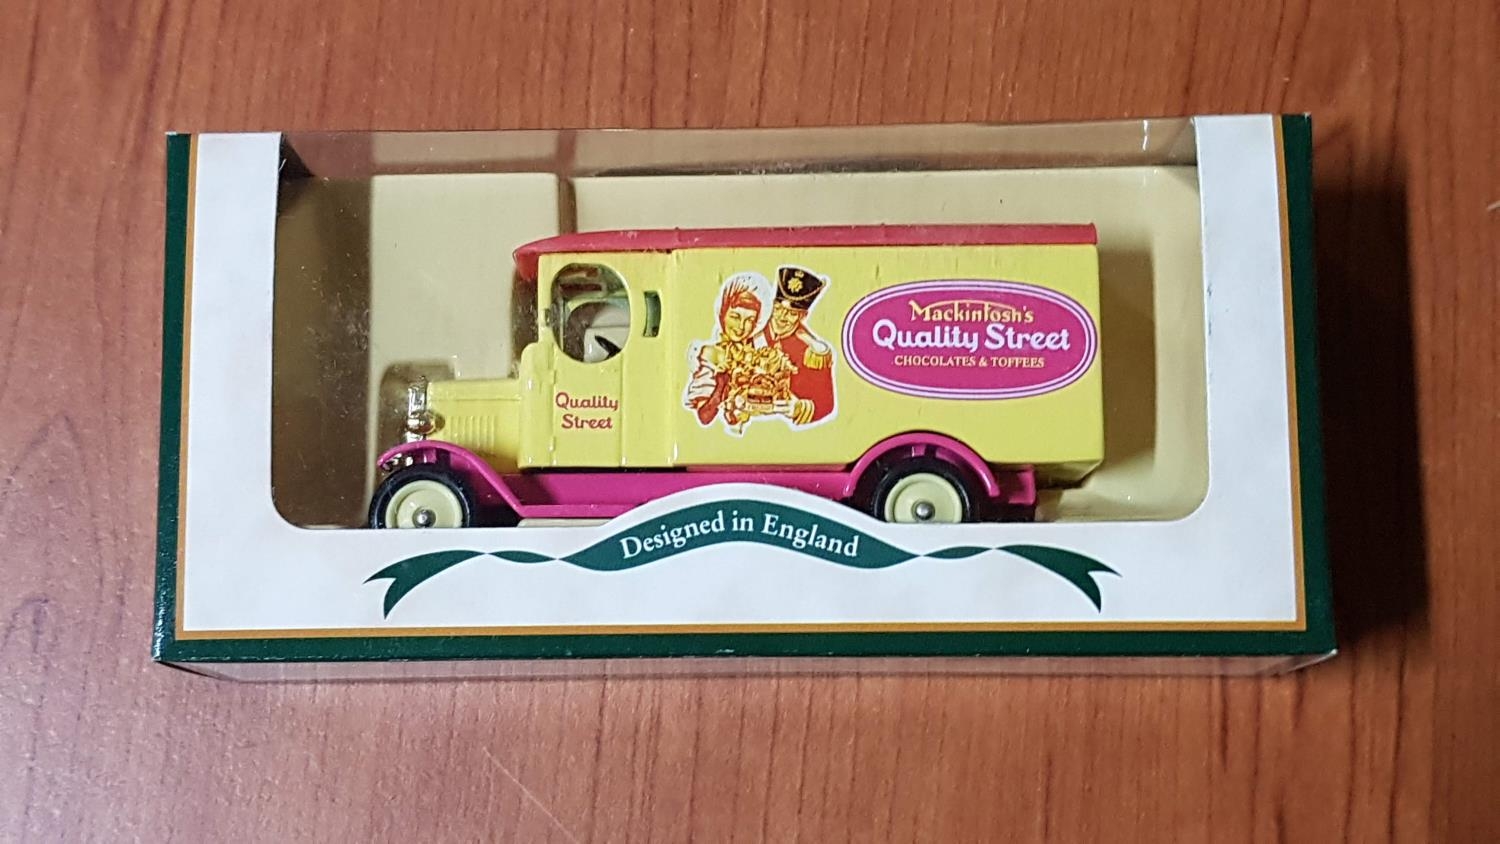 Mackintosh's
Quality Street
CHOCOLATES & TOFFEES
Quality
Street
Designed in England